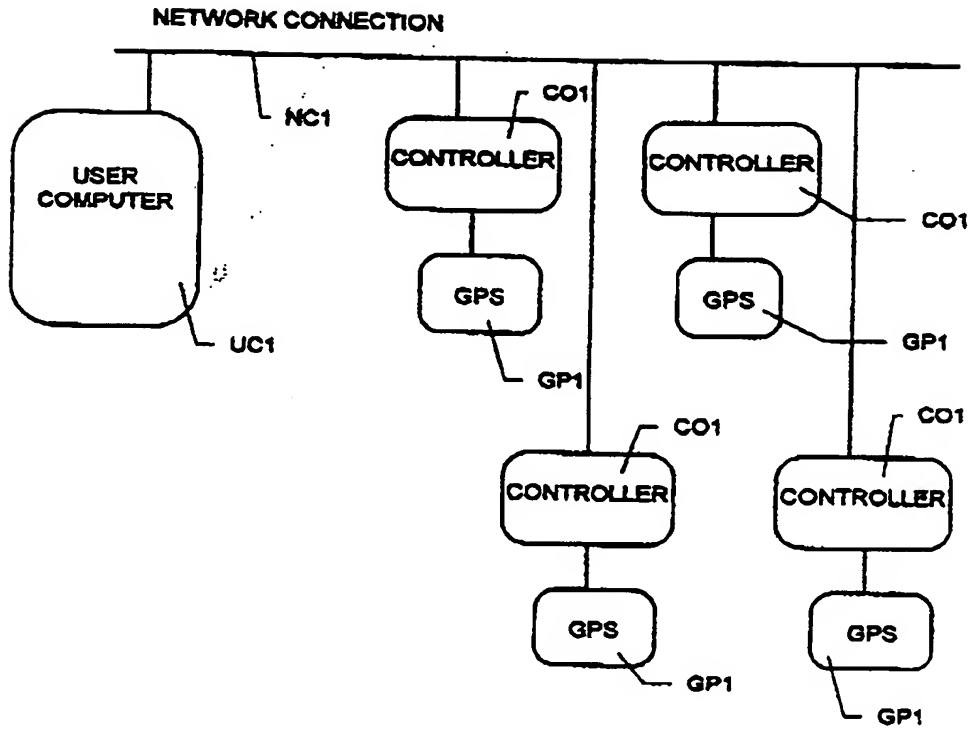 NETWORK CONNECTION
NC1
CO1
USER
COMPUTER
CONTROLLER
CONTROLLER
CO1
GPS
GPS
UC1
GP1
GP1
CO1
CO1
CONTROLLER
CONTROLLER
GPS
GPS
GP1
GP1